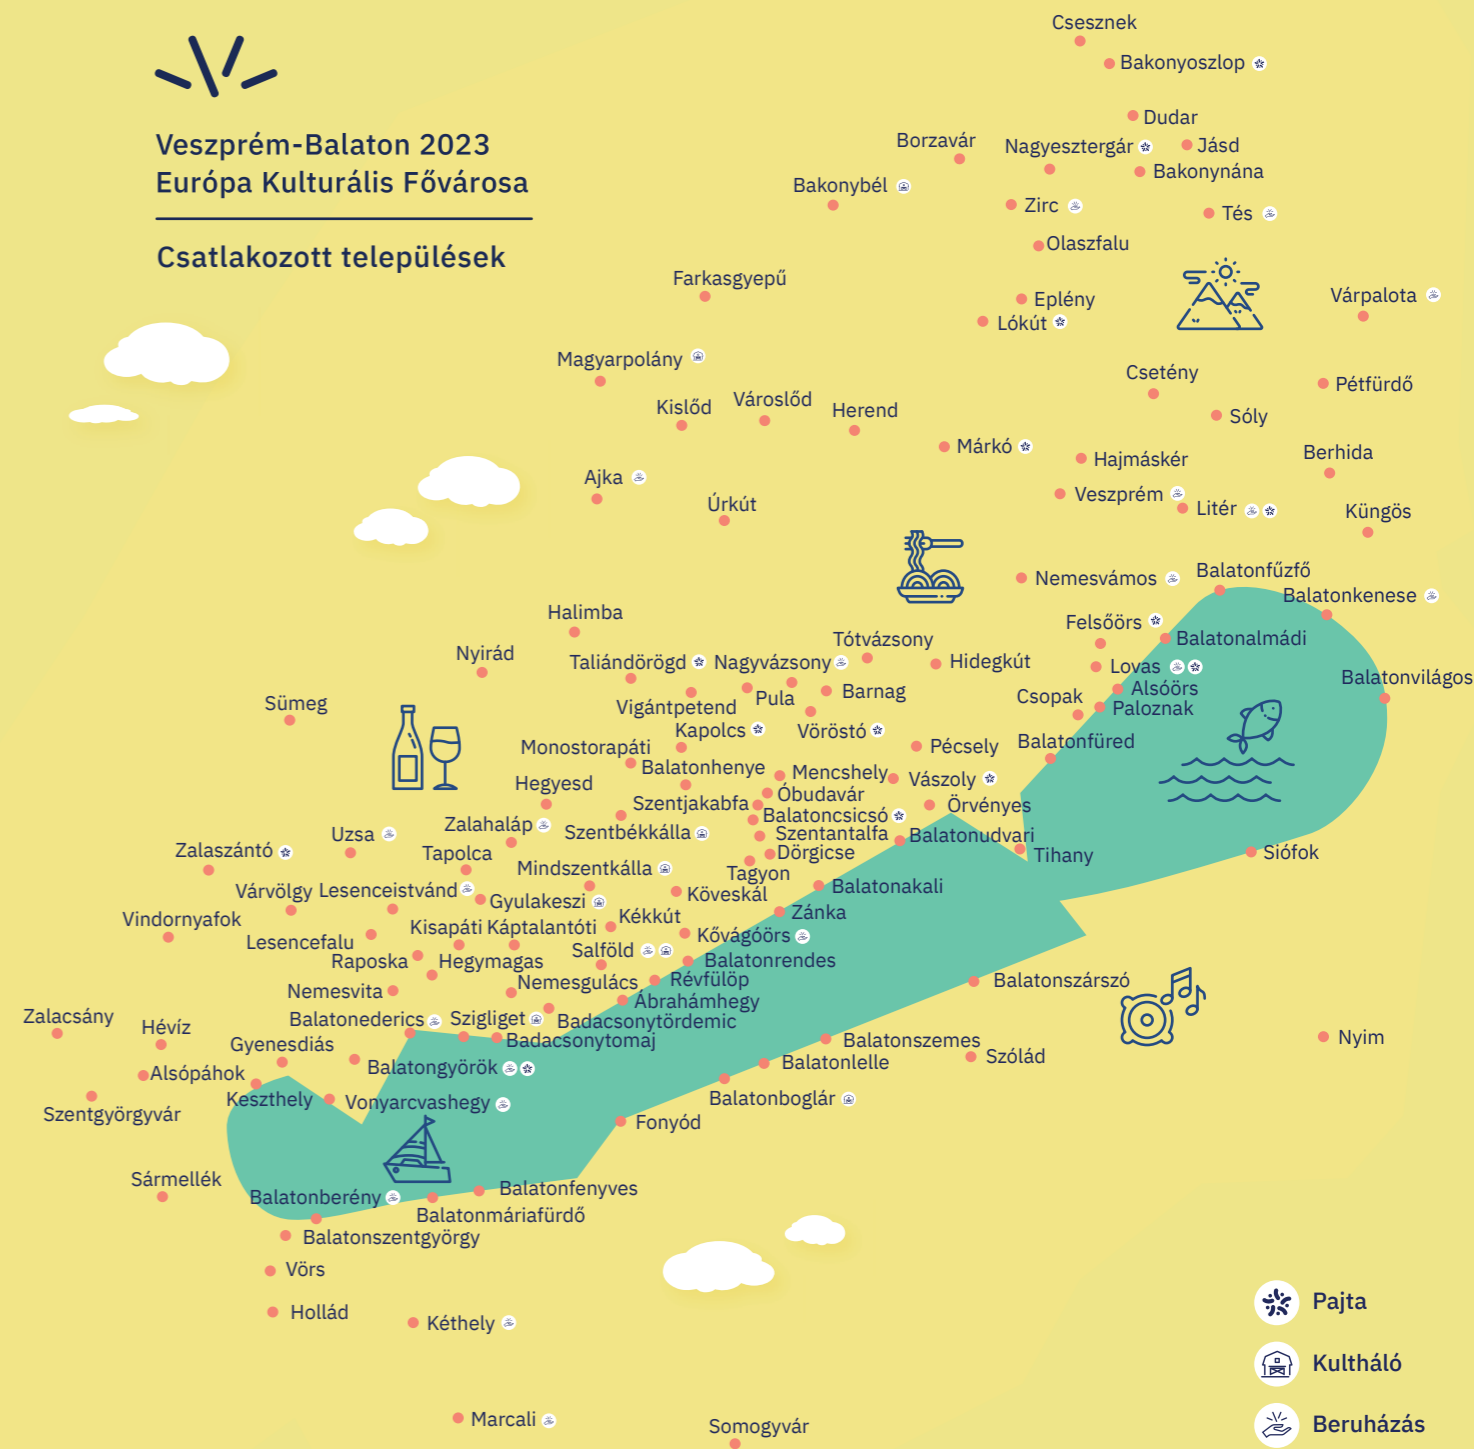 Veszprém-Balaton 2023
Európa Kulturális Fővárosa
Csatlakozott települések
Csesznek
Bakonyoszlop
Dudar
Borzavár
Nagyesztergár
Jásd
Bakonynána
Bakonybél
Zirc
Tés
Olaszfalu
Farkasgyepű
Eplény
Várpalota
Lókút
Magyarpolány
Csetény
Pétfürdő
Kislőd
Városlőd
Herend
Sóly
Márkó
Hajmáskér
Berhida
Ajka
Veszprém
Úrkút
Litér
Küngös
Nemesvámos
Balatonfűzfő
Balatonkenese
Halimba
Felsőörs
Tótvázsony
Balatonalmádi
Nyirád
Taliándörögd
Nagyvázsony
Hidegkút
Lovas
Balatonvilágos
Sümeg
Vigántpetend
Pula
Barnag
Csopak
Alsóörs
Paloznak
Kapolcs
Vöröstó
Monostorapáti
Pécsely
Balatonfüred
Balatonhenye
Mencshely
Vászoly
Hegyesd
Óbudavár
Szentjakabfa
Örvényes
Balatoncsicsó
Zalahaláp
Szentbékkálla
Szentantalfa
Balatonudvari
Uzsa
Zalaszántó
Tapolca
Dörgicse
Tihany
Siófok
Mindszentkálla
Tagyon
Várvölgy
Lesenceistvánd
Gyulakeszi
Köveskál
Balatonakali
Vindornyafok
Kisapáti
Káptalantóti
Kékkút
Zánka
Lesencefalu
Salföld
Kővágóörs
Raposka
Hegymagas
Balatonrendes
Nemesvita
Nemesgulács
Révfülöp
Balatonszárszó
Ábrahámhegy
Zalacsány
Hévíz
Balatonederics
Szigliget
Badacsonytördemic
Gyenesdiás
Badacsonytomaj
Balatonszemes
Nyim
Alsópáhok
Balatongyörök
Balatonlelle
Szólád
Keszthely
Vonyarcvashegy
Balatonboglár
Szentgyörgyvár
Fonyód
Sármellék
Balatonberény
Balatonfenyves
Balatonmáriafürdő
Balatonszentgyörgy
Vörs
Hollád
Kéthely
Marcali
Somogyvár
Pajta
Kultháló
Beruházás